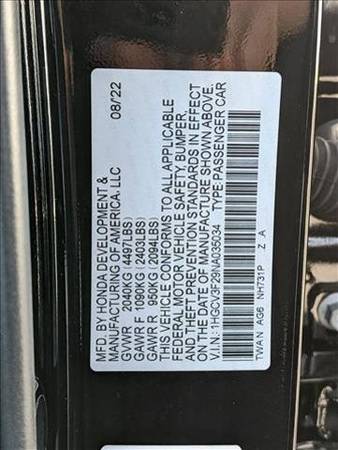 MFD. BY HONDA DEVELOPMENT & 08/22
MANUFACTURING OF AMERICA, LLC
GVWR 2040KG (4497LBS)
GAWR F 1090KG (2403LBS)
GAWR R 950KG (2094LBS)
THIS VEHICLE CONFORMS TO ALL APPLICABLE
FEDERAL MOTOR VEHICLE SAFETY, BUMPER,
AND THEFT PREVENTION STANDARDS IN EFFECT
ON THE DATE OF MANUFACTURE SHOWN ABOVE.
V.I.N.: 1HGCV3F29NA035034 TYPE: PASSENGER CAR
TWAN AG6 NH731P Z A